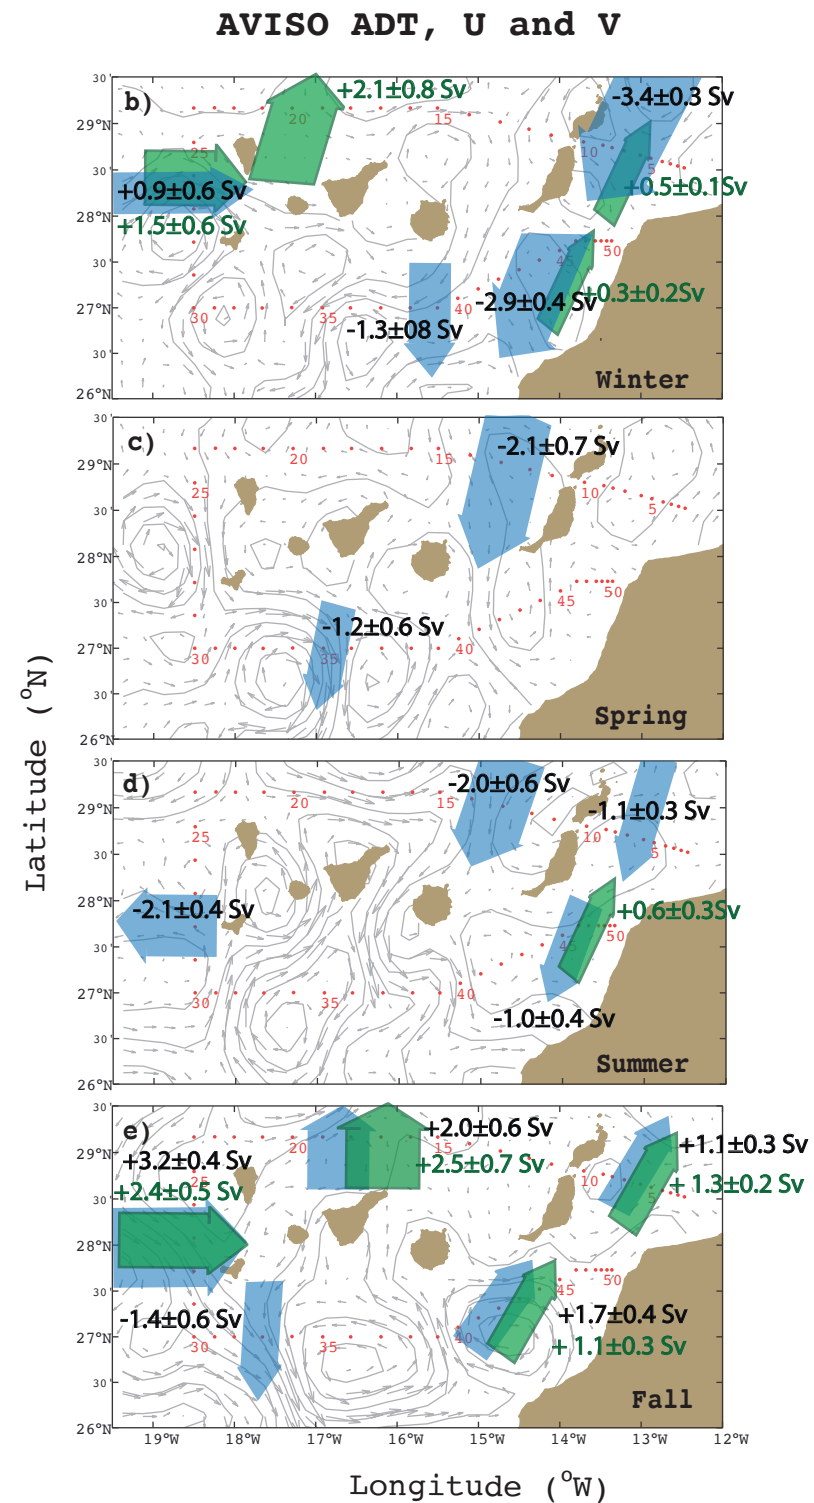 AVISO ADT, U and V
Latitude (°N)
b)
30'
29°N
30'
28°N
30'
27°N
30'
26°N
+2.1±0.8 Sv
-3.4±0.3 Sv
20
15
10
25
5
+0.9±0.6 Sv
+0.5±0.1Sv
+1.5±0.6 Sv
50
45
+0.3±0.2Sv
-2.9±0.4 Sv
40
30
35
-1.3±08 Sv
Winter
c)
30'
29°N
30'
28°N
30'
27°N
30'
26°N
-2.1±0.7 Sv
20
15
25
10
5
50
45
-1.2±0.6 Sv
40
30
35
Spring
d)
30'
29°N
30'
28°N
30'
27°N
30'
26°N
-2.0±0.6 Sv
20
15
-1.1±0.3 Sv
25
10
5
-2.1±0.4 Sv
+0.6±0.3Sv
50
45
40
30
35
-1.0±0.4 Sv
Summer
e)
30'
29°N
30'
28°N
30'
27°N
30'
26°N
+2.0±0.6 Sv
20
15
+1.1±0.3 Sv
+3.2±0.4 Sv
+2.5±0.7 Sv
25
10
+2.4±0.5 Sv
5
+ 1.3±0.2 Sv
50
45
-1.4±0.6 Sv
+1.7±0.4 Sv
40
30
35
+ 1.1±0.3 Sv
Fall
19°W 18°W 17°W 16°W 15°W 14°W 13°W 12°W
Longitude (°W)